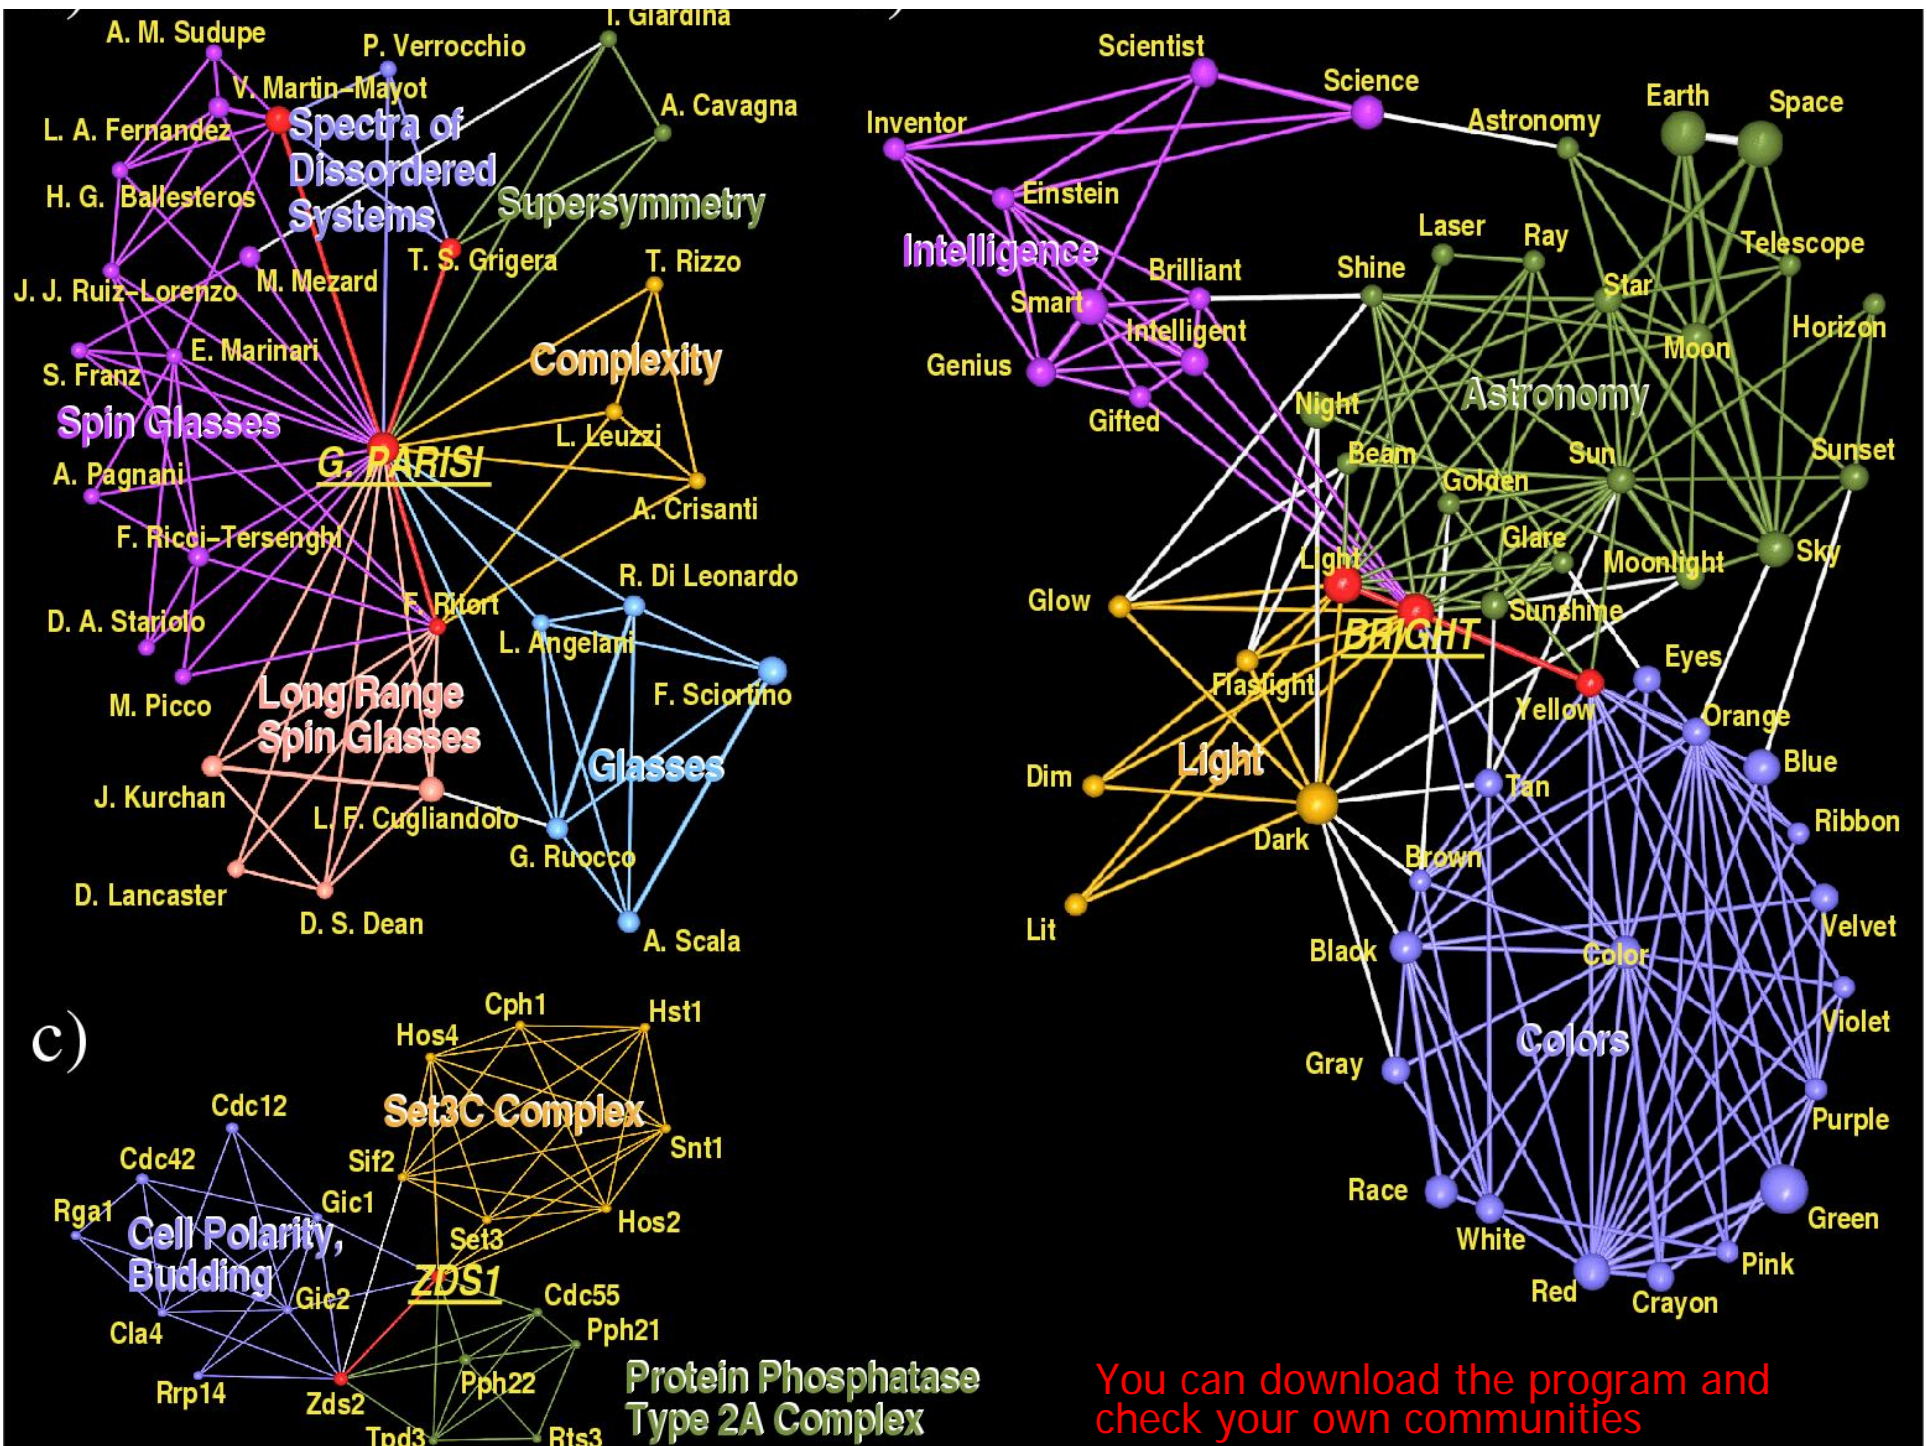 I. Giardina
A. M. Sudupe
P. Verrocchio
V. Martin-Mayot
A. Cavagna
L. A. Fernandez
Spectra of
Dissordered
Systems
H. G. Ballesteros
Supersymmetry
T. S. Grigera
T. Rizzo
M. Mezard
J. J. Ruiz-Lorenzo
E. Marinari
Complexity
S. Franz
Spin Glasses
L. Leuzzi
G. PARISI
A. Pagnani
A. Crisanti
F. Ricci-Tersenghi
R. Di Leonardo
F. Ritort
D. A. Stariolo
L. Angelani
F. Sciortino
M. Picco
Long Range
Spin Glasses
Glasses
J. Kurchan
L. F. Cugliandolo
G. Ruocco
D. Lancaster
D. S. Dean
A. Scala
Scientist
Science
Earth
Space
Inventor
Astronomy
Einstein
Laser
Ray
Telescope
Intelligence
Brilliant
Shine
Star
Smart
Intelligent
Horizon
Moon
Genius
Astronomy
Night
Gifted
Beam
Sun
Sunset
Golden
Glare
Light
Moonlight
Sky
Glow
Sunshine
BRIGHT
Eyes
Flaslight
Yellow
Orange
Light
Blue
Dim
Tan
Ribbon
Dark
Brown
Lit
Velvet
Black
Color
Violet
Colors
Gray
Purple
Race
Green
White
Pink
Red
Crayon
c)
Cph1
Hst1
Hos4
Cdc12
Set3C Complex
Snt1
Cdc42
Sif2
Rga1
Gic1
Hos2
Cell Polarity,
Budding
Set3
ZDS1
Gic2
Cdc55
Cla4
Pph21
Rrp14
Zds2
Pph22
Tpd3
Rts3
Protein Phosphatase
Type 2A Complex
You can download the program and
check your own communities